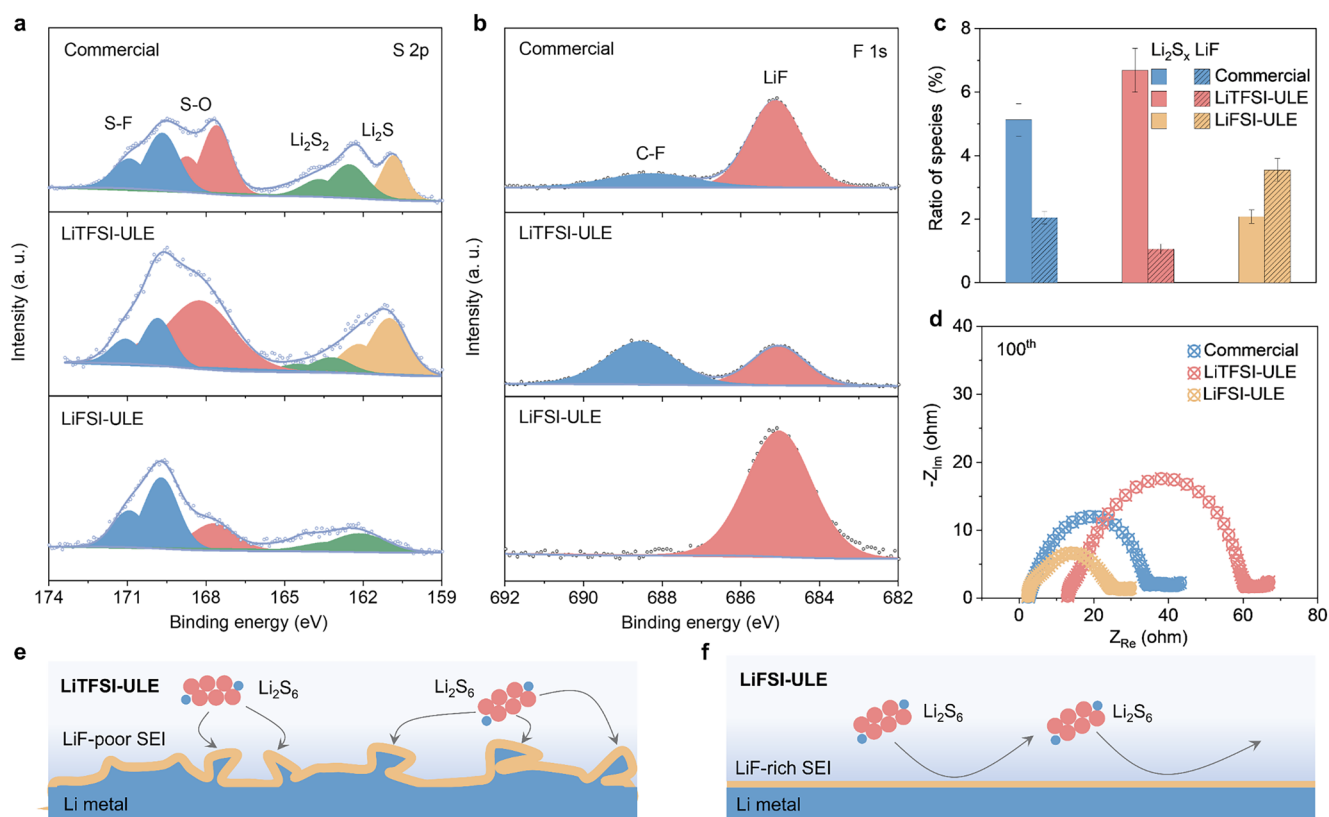 a
Commercial
S 2p
S-F
S-O
Li₂S₂
Li₂S
LiTFSI-ULE
LiFSI-ULE
Intensity (a. u.)
174 171 168 165 162 159
Binding energy (eV)
b
Commercial
F 1s
LiF
C-F
LiTFSI-ULE
LiFSI-ULE
Intensity (a. u.)
692 690 688 686 684 682
Binding energy (eV)
c
10
8
6
4
2
0
Ratio of species (%)
Li₂Sₓ LiF
Commercial
LiTFSI-ULE
LiFSI-ULE
d
40
30
20
10
0
-Z_Im (ohm)
100ᵗʰ
Commercial
LiTFSI-ULE
LiFSI-ULE
0 20 40 60 80
Z_Re (ohm)
e
LiTFSI-ULE
Li₂S₆
Li₂S₆
LiF-poor SEI
Li metal
f
LiFSI-ULE
Li₂S₆
Li₂S₆
LiF-rich SEI
Li metal